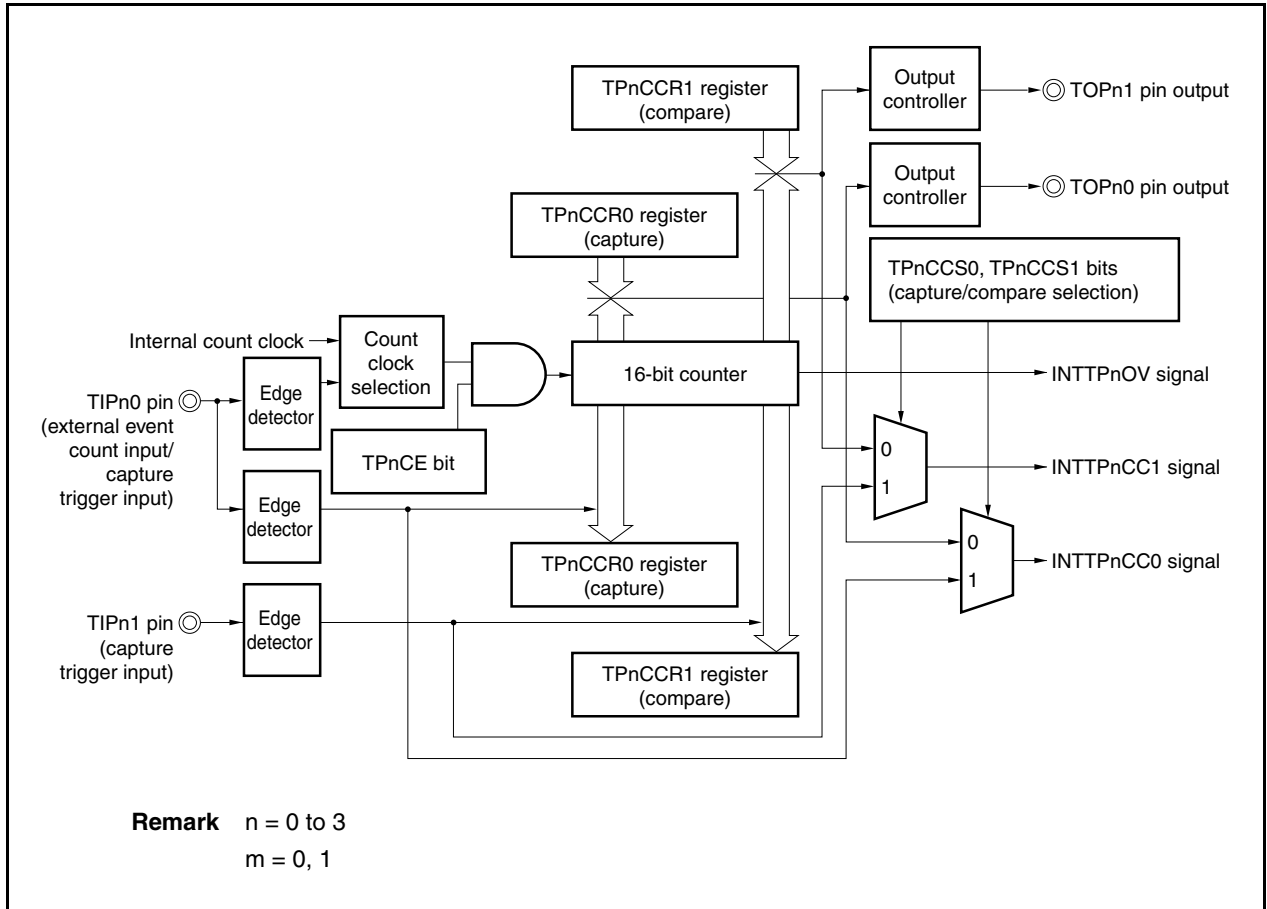 TPnCCR1 register
(compare)
Output
controller
TOPn1 pin output
Output
controller
TOPn0 pin output
TPnCCR0 register
(capture)
TPnCCS0, TPnCCS1 bits
(capture/compare selection)
Internal count clock
Count
clock
selection
16-bit counter
INTTPnOV signal
TIPn0 pin
(external event
count input/
capture
trigger input)
Edge
detector
TPnCE bit
0
1
INTTPnCC1 signal
Edge
detector
TPnCCR0 register
(capture)
0
1
INTTPnCC0 signal
TIPn1 pin
(capture
trigger input)
Edge
detector
TPnCCR1 register
(compare)
Remark n = 0 to 3
m = 0, 1